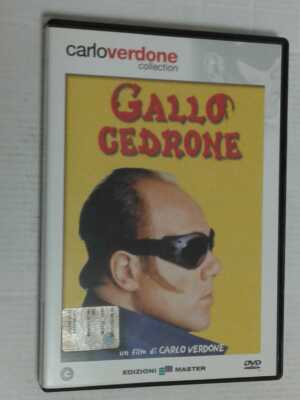 carloverdone
collection
GALLO
CEDRONE
un film di CARLO VERDONE
EDIZIONI MASTER
DVD